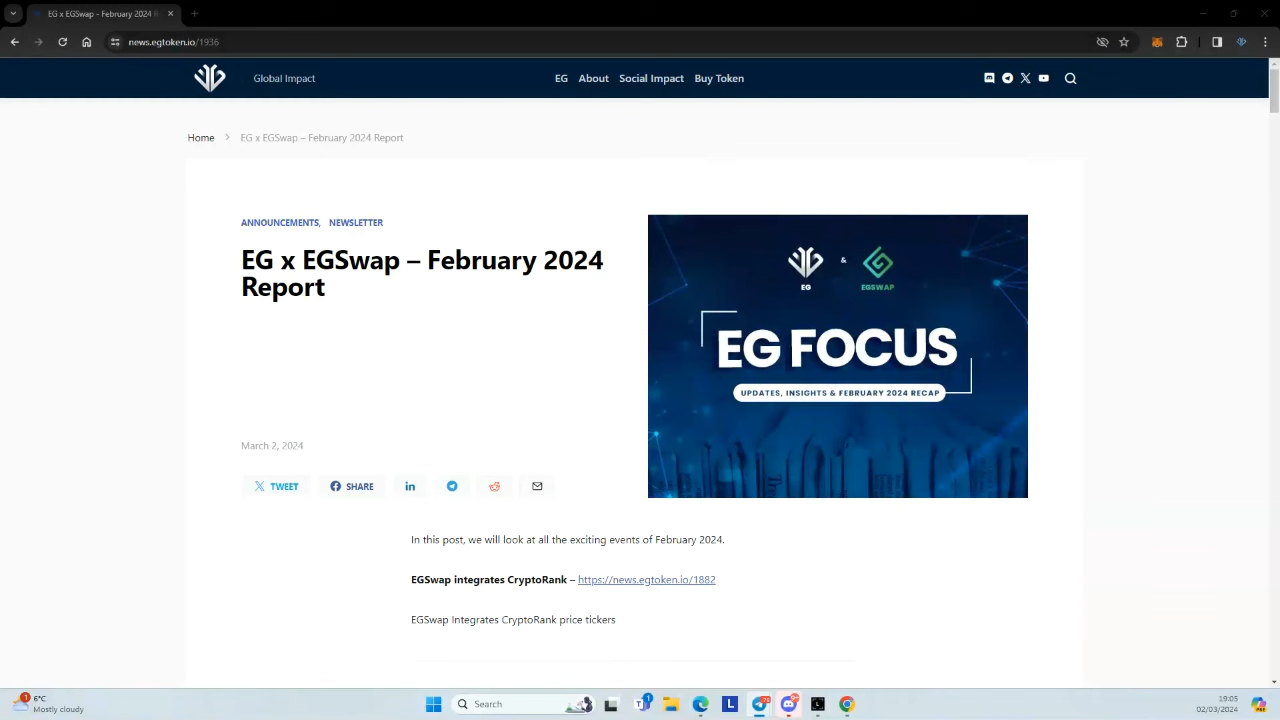 EG x EGSwap – February 2024 R
news.egtoken.io/1936
Global Impact
EG About Social Impact Buy Token
Home > EG x EGSwap – February 2024 Report
ANNOUNCEMENTS, NEWSLETTER
EG x EGSwap – February 2024
Report
March 2, 2024
TWEET SHARE in
EG & EGSWAP
EG FOCUS
UPDATES, INSIGHTS & FEBRUARY 2024 RECAP
In this post, we will look at all the exciting events of February 2024.
EGSwap integrates CryptoRank – https://news.egtoken.io/1882
EGSwap Integrates CryptoRank price tickers
1
6°C
Mostly cloudy
Search
1
9+
19:05
02/03/2024